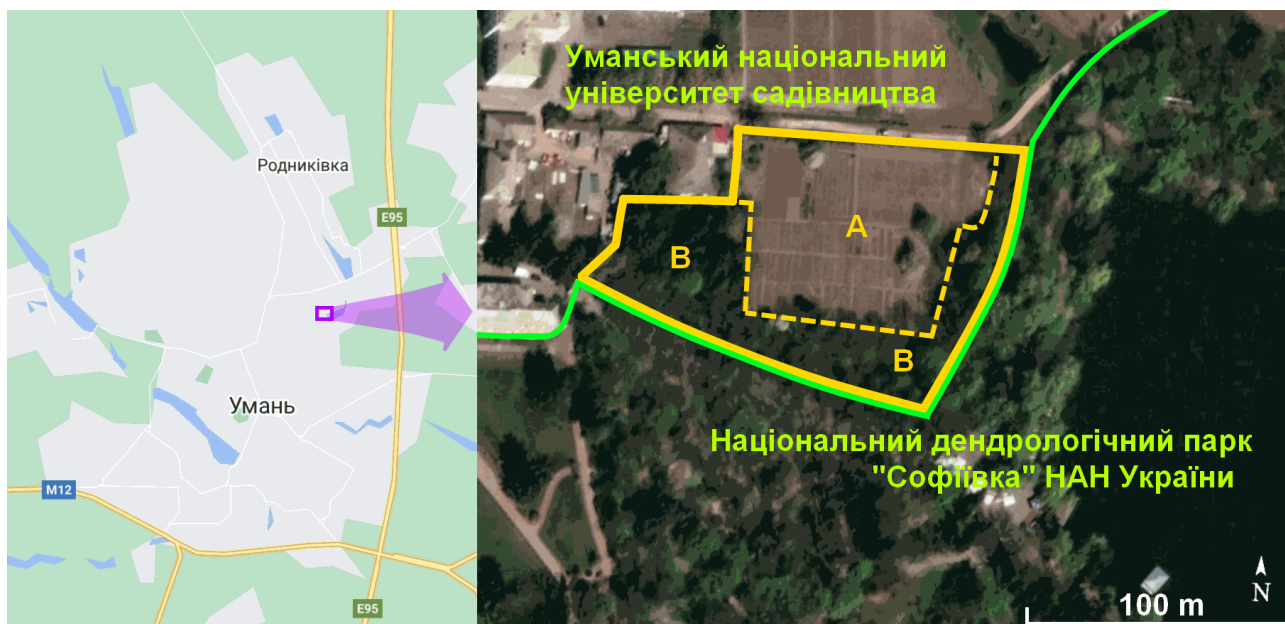 Родниківка
E95
Умань
M12
E95
Уманський національний
університет садівництва
А
В
В
Національний дендрологічний парк
"Софіївка" НАН України
100 m
N